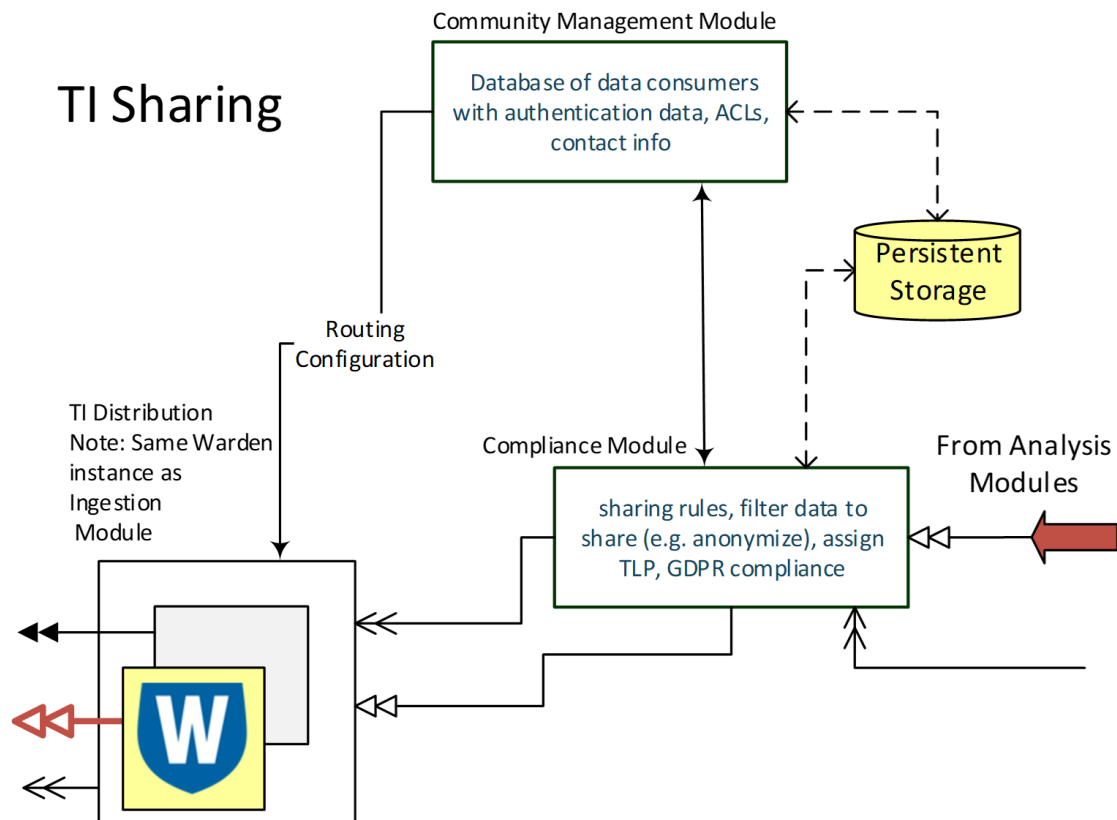 Community Management Module
TI Sharing
Database of data consumers
with authentication data, ACLs,
contact info
Persistent
Storage
Routing
Configuration
TI Distribution
Note: Same Warden
instance as
Ingestion
Module
Compliance Module
From Analysis
Modules
sharing rules, filter data to
share (e.g. anonymize), assign
TLP, GDPR compliance
W